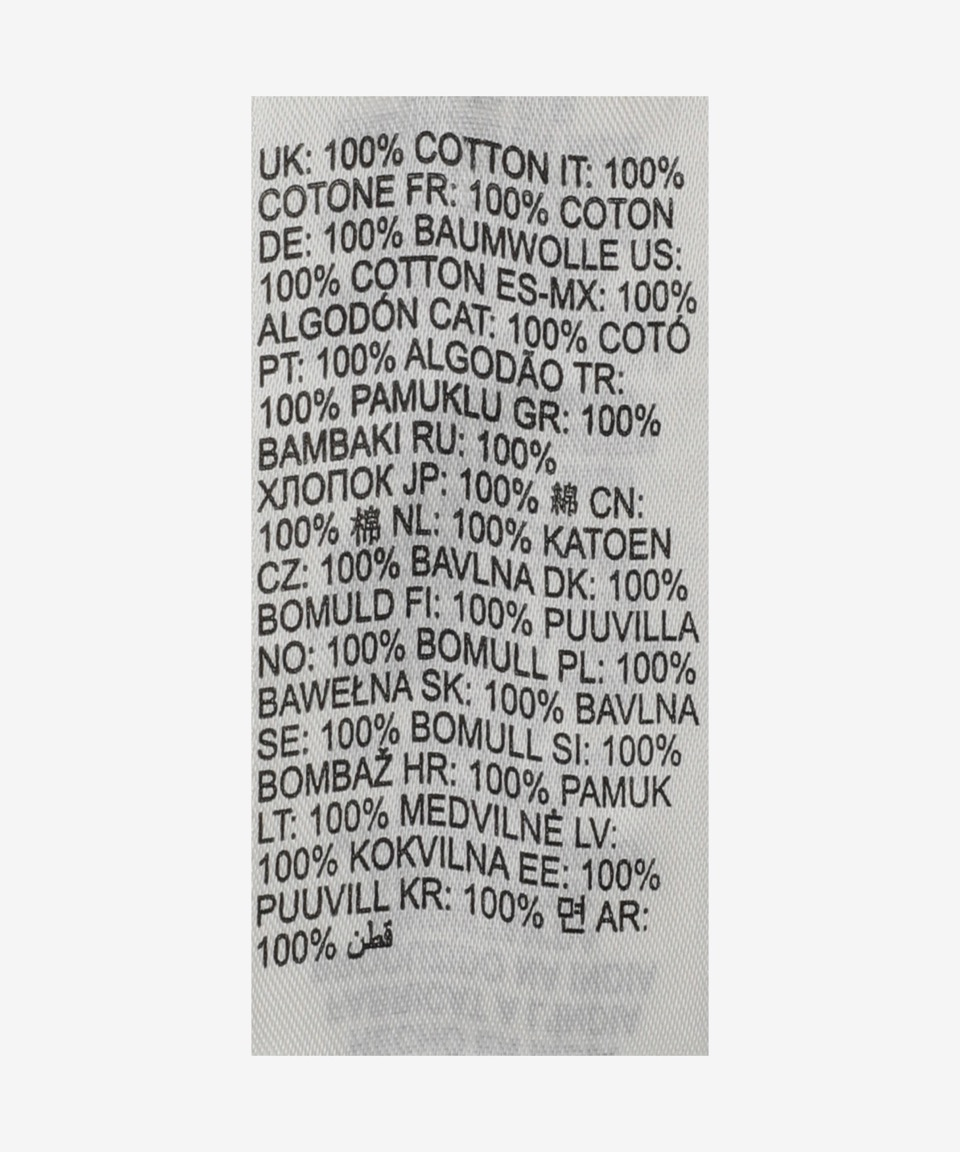 UK: 100% COTTON IT: 100%
COTONE FR: 100% COTON
DE: 100% BAUMWOLLE US:
100% COTTON ES-MX: 100%
ALGODÓN CAT: 100% COTÓ
PT: 100% ALGODÃO TR:
100% PAMUKLU GR: 100%
BAMBAKI RU: 100%
ХЛОПОК JP: 100% 綿 CN:
100% 棉 NL: 100% KATOEN
CZ: 100% BAVLNA DK: 100%
BOMULD FI: 100% PUUVILLA
NO: 100% BOMULL PL: 100%
BAWEŁNA SK: 100% BAVLNA
SE: 100% BOMULL SI: 100%
BOMBAŽ HR: 100% PAMUK
LT: 100% MEDVILNĖ LV:
100% KOKVILNA EE: 100%
PUUVILL KR: 100% 면 AR:
100% قطن